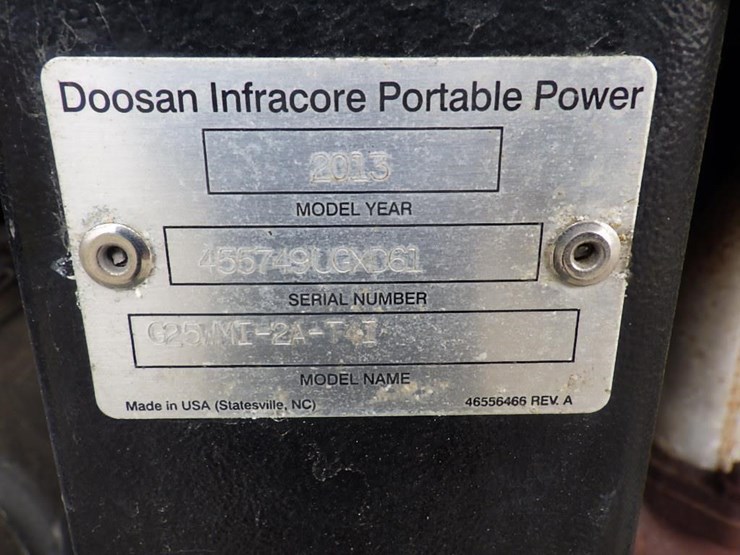 Doosan Infracore Portable Power
2013
MODEL YEAR
SERIAL NUMBER
MODEL NAME
Made in USA (Statesville, NC)
46556466 REV. A